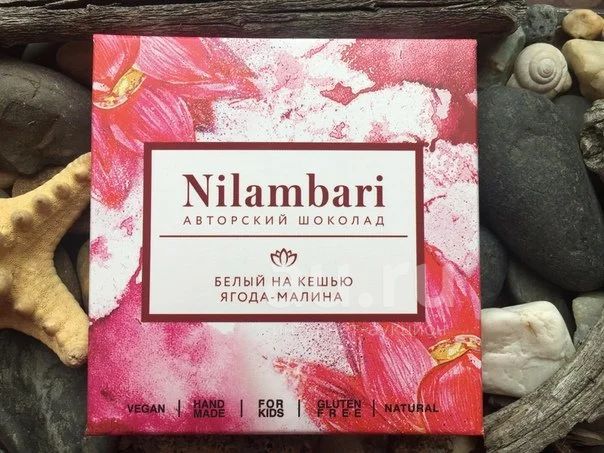 Nilambari
АВТОРСКИЙ ШОКОЛАД
БЕЛЫЙ НА КЕШЬЮ
ЯГОДА-МАЛИНА
VEGAN | HAND MADE | FOR KIDS | GLUTEN FREE | NATURAL